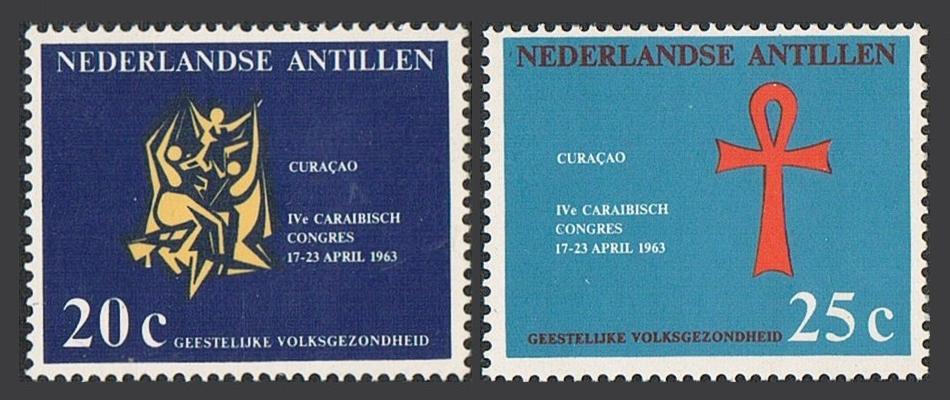 NEDERLANDSE ANTILLEN
CURAÇAO
IVe CARAIBISCH
CONGRES
17-23 APRIL 1963
20 c
GEESTELIJKE VOLKSGEZONDHEID
NEDERLANDSE ANTILLEN
CURAÇAO
IVe CARAIBISCH
CONGRES
17-23 APRIL 1963
GEESTELIJKE VOLKSGEZONDHEID
25 c